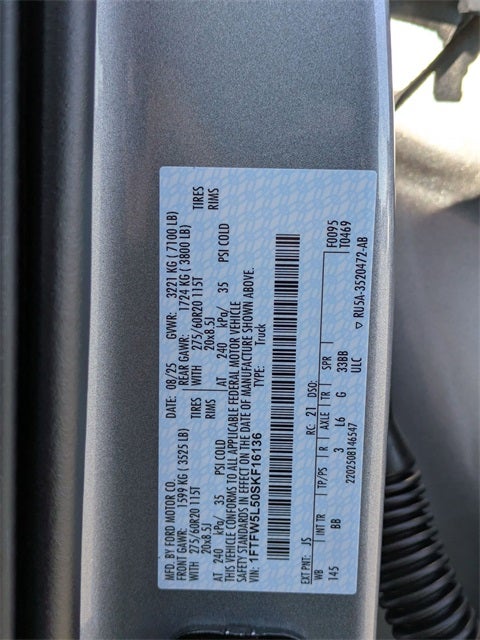 MFD. BY FORD MOTOR CO.
DATE: 08/25 GVWR: 3221 KG ( 7100 LB)
FRONT GAWR: 1599 KG ( 3525 LB) REAR GAWR: 1724 KG ( 3800 LB)
WITH 275/60R20 115T TIRES WITH 275/60R20 115T TIRES
20x8.5J RIMS 20x8.5J RIMS
AT 240 kPa/ 35 PSI COLD AT 240 kPa/ 35 PSI COLD
THIS VEHICLE CONFORMS TO ALL APPLICABLE FEDERAL MOTOR VEHICLE
SAFETY STANDARDS IN EFFECT ON THE DATE OF MANUFACTURE SHOWN ABOVE.
1FTFW5L50SKF16136 TYPE: Truck
F0095
T0469
EXT PNT: JS RC: 21 DSO:
WB INT TR TP/PS R AXLE TR SPR
145 BB 3 L6 G 33BB
ULC
2202508146547
▽ RU5A-3520472-AB